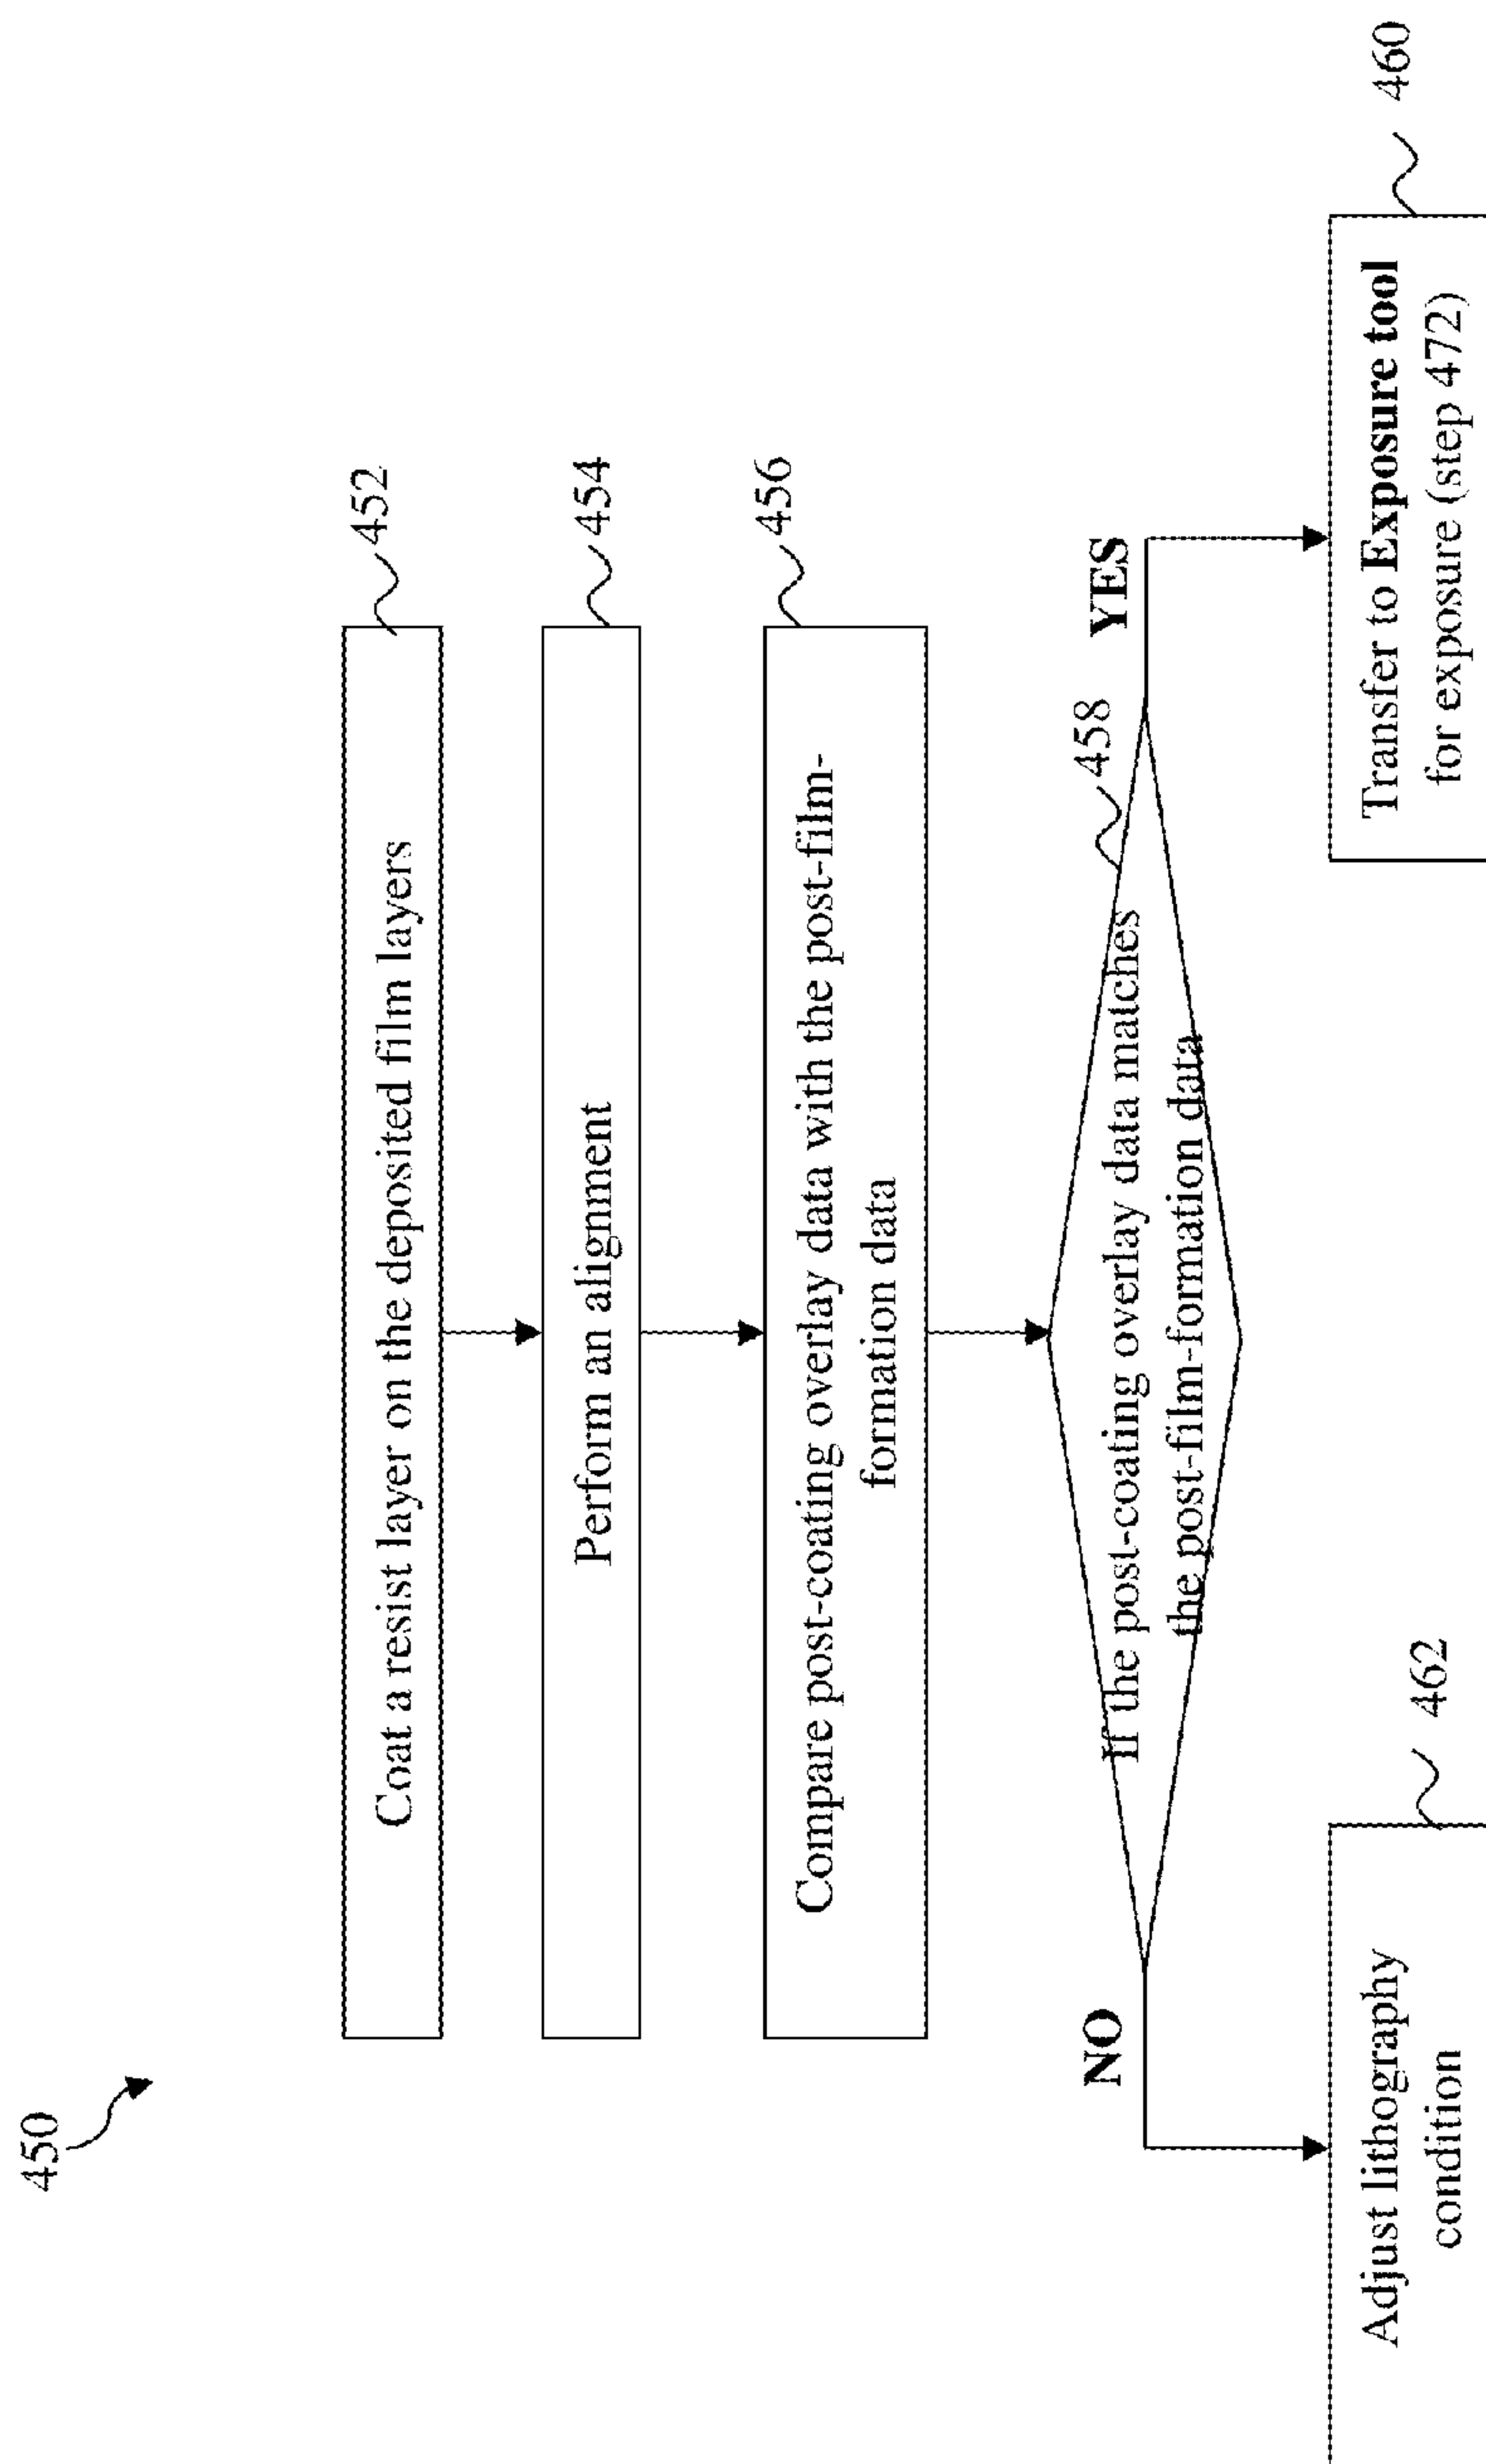 450
Coat a resist layer on the deposited film layers
452
Perform an alignment
454
Compare post-coating overlay data with the post-film-
formation data
456
If the post-coating overlay data matches
the post-film-formation data
458
NO
YES
Adjust lithography
condition
462
Transfer to Exposure tool
for exposure (step 472)
460